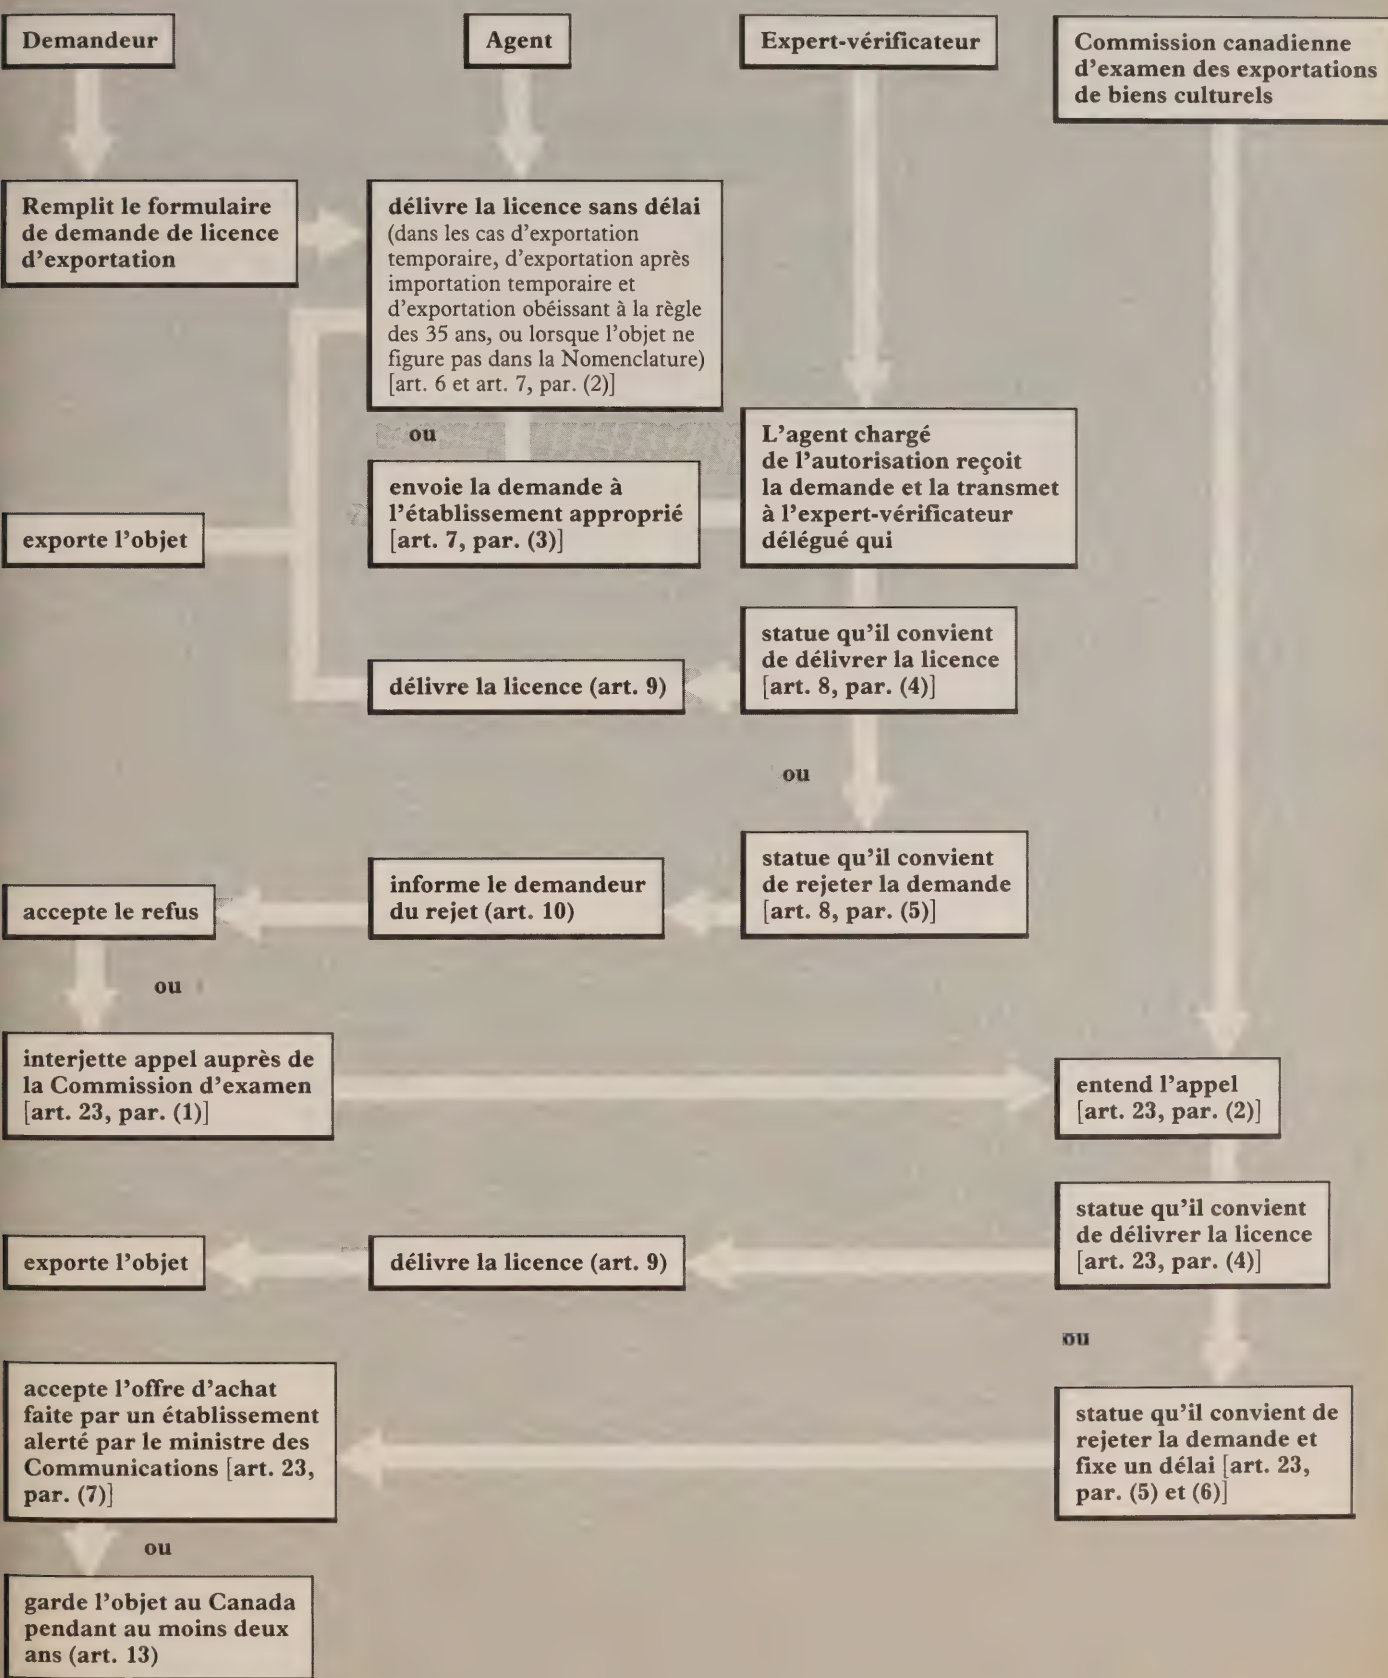 Demandeur
Agent
Expert-vérificateur
Commission canadienne
d'examen des exportations
de biens culturels
Remplit le formulaire
de demande de licence
d'exportation
délivre la licence sans délai
(dans les cas d'exportation
temporaire, d'exportation après
importation temporaire et
d'exportation obéissant à la règle
des 35 ans, ou lorsque l'objet ne
figure pas dans la Nomenclature)
[art. 6 et art. 7, par. (2)]
ou
envoie la demande à
l'établissement approprié
[art. 7, par. (3)]
L'agent chargé
de l'autorisation reçoit
la demande et la transmet
à l'expert-vérificateur
délégué qui
exporte l'objet
statue qu'il convient
de délivrer la licence
[art. 8, par. (4)]
délivre la licence (art. 9)
ou
statue qu'il convient
de rejeter la demande
[art. 8, par. (5)]
informe le demandeur
du rejet (art. 10)
accepte le refus
ou
interjette appel auprès de
la Commission d'examen
[art. 23, par. (1)]
entend l'appel
[art. 23, par. (2)]
statue qu'il convient
de délivrer la licence
[art. 23, par. (4)]
délivre la licence (art. 9)
exporte l'objet
ou
statue qu'il convient de
rejeter la demande et
fixe un délai [art. 23,
par. (5) et (6)]
accepte l'offre d'achat
faite par un établissement
alerté par le ministre des
Communications [art. 23,
par. (7)]
ou
garde l'objet au Canada
pendant au moins deux
ans (art. 13)